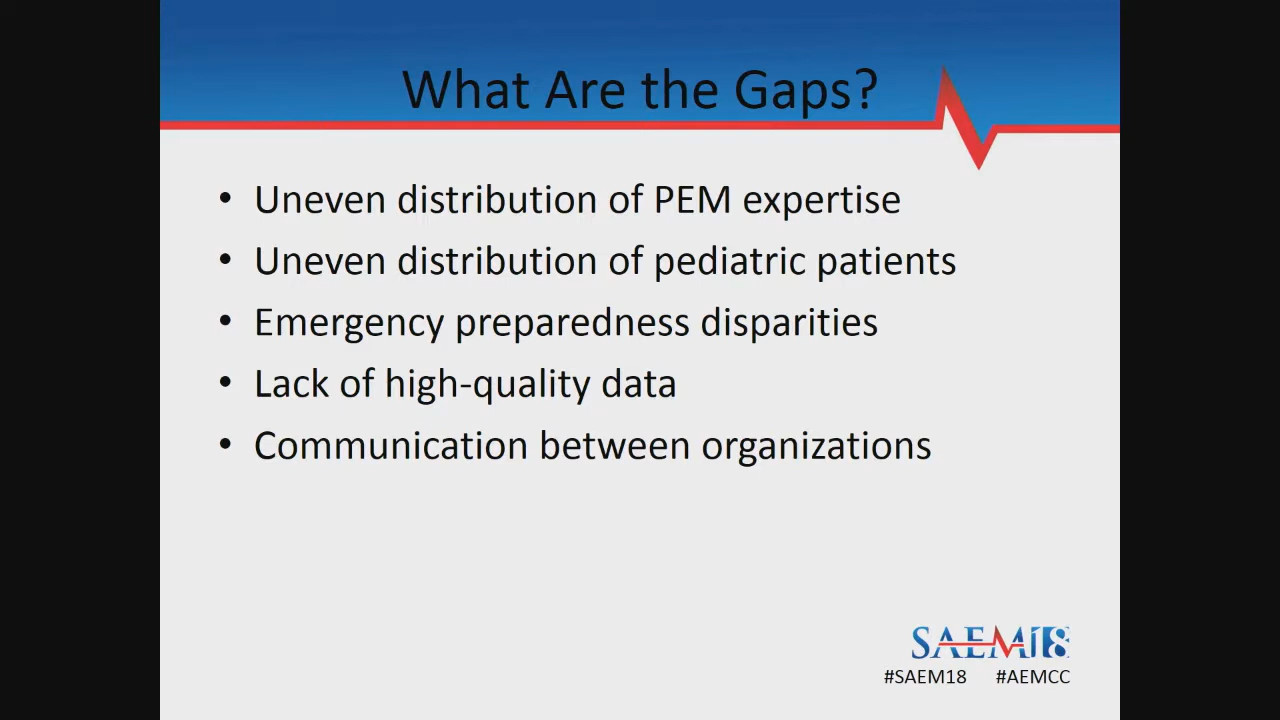 What Are the Gaps?
• Uneven distribution of PEM expertise
• Uneven distribution of pediatric patients
• Emergency preparedness disparities
• Lack of high-quality data
• Communication between organizations
SAEM18
#SAEM18 #AEMCC